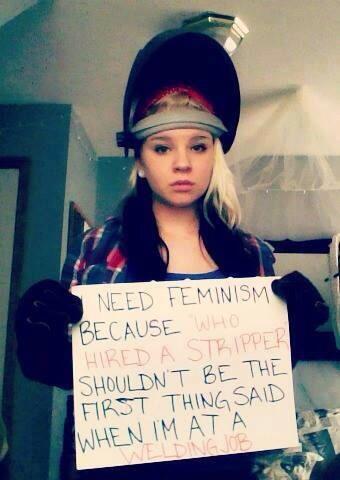 I NEED FEMINISM
BECAUSE "WHO
HIRED A STRIPPER"
SHOULDN'T BE THE
FIRST THING SAID
WHEN IM AT A
WELDING JOB